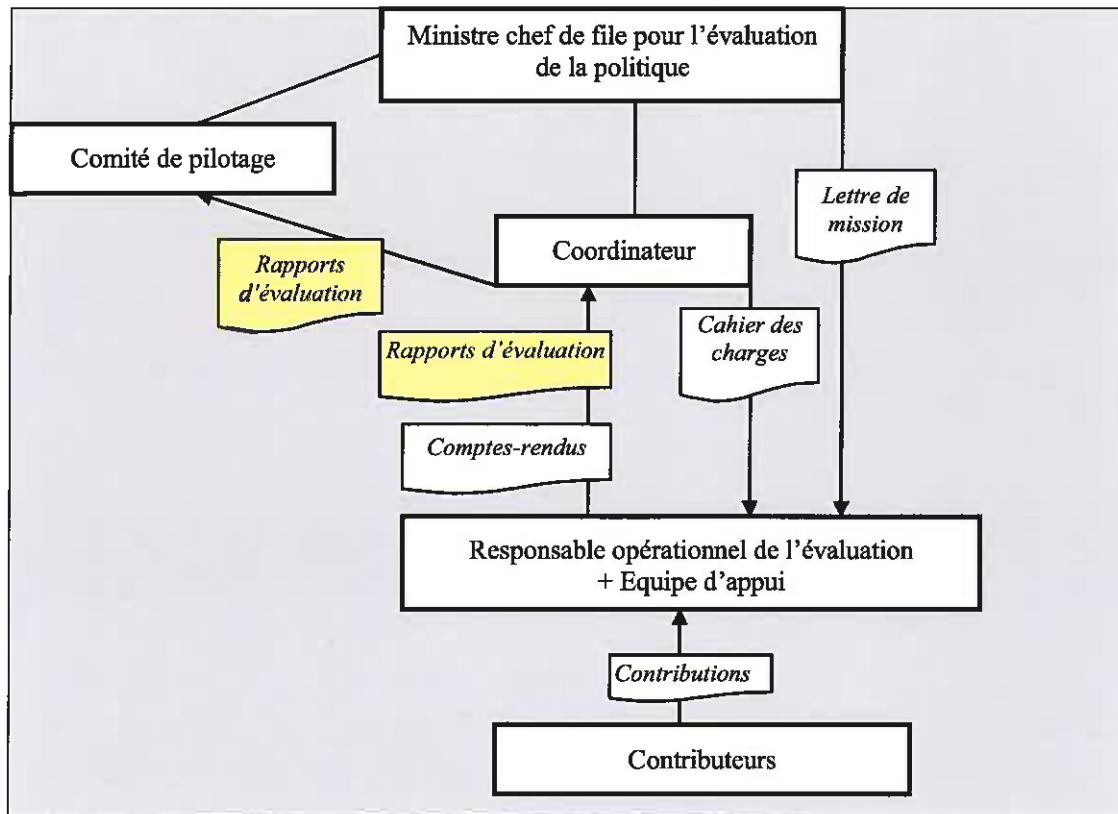 Ministre chef de file pour l'évaluation
de la politique
Comité de pilotage
Lettre de
mission
Coordinateur
Rapports
d'évaluation
Cahier des
charges
Rapports d'évaluation
Comptes-rendus
Responsable opérationnel de l'évaluation
+ Equipe d'appui
Contributions
Contributeurs